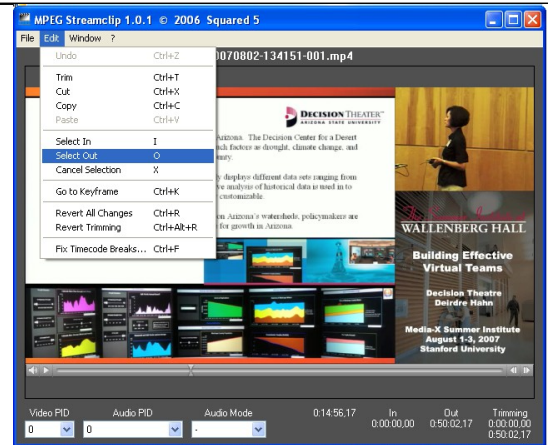 MPEG Streamclip 1.0.1 © 2006 Squared 5
File Edit Window ?
0070802-134151-001.mp4
Undo Ctrl+Z
Trim Ctrl+T
Cut Ctrl+X
Copy Ctrl+C
Paste Ctrl+V
Select In I
Select Out O
Cancel Selection X
Go to Keyframe Ctrl+K
Revert All Changes Ctrl+R
Revert Trimming Ctrl+Alt+R
Fix Timecode Breaks... Ctrl+F
DECISION THEATER
ARIZONA STATE UNIVERSITY
Arizona. The Decision Center for a Desert
such factors as drought, climate change, and
y displays different data sets ranging from
ve analysis of historical data is used in to
customizable.
on Arizona's watersheds, policymakers are
for growth in Arizona.
WALLENBERG HALL
Building Effective
Virtual Teams
Decision Theatre
Deirdre Hahn
Media-X Summer Institute
August 1-3, 2007
Stanford University
Video PID Audio PID Audio Mode 0:14:56,17 In Out Trimming
0 0 - 0:00:00,00 0:50:02,17 0:00:00,00
0:50:02,17